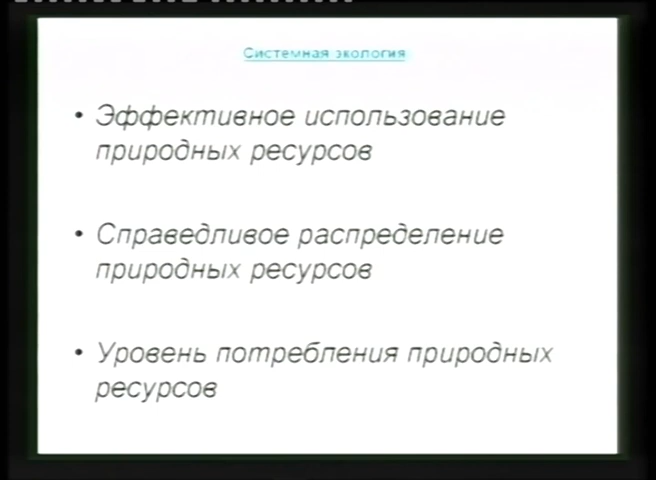 Системная экология
• Эффективное использование
природных ресурсов
• Справедливое распределение
природных ресурсов
• Уровень потребления природных
ресурсов